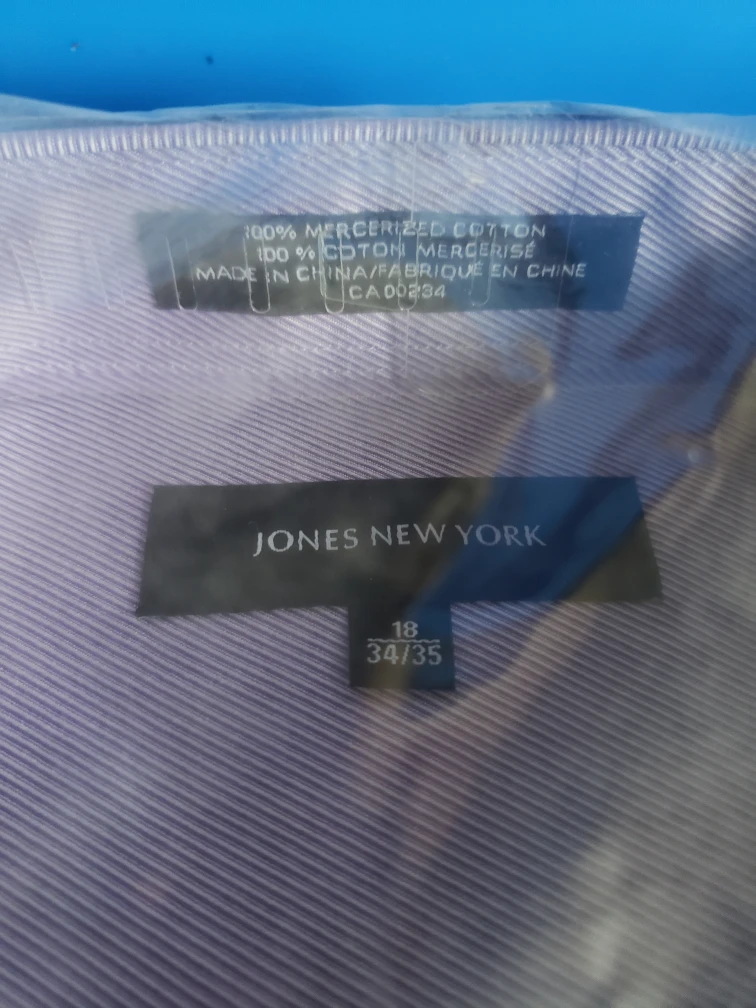 100% MERCERIZED COTTON
100 % COTON MERCERISÉ
MADE IN CHINA/FABRIQUÉ EN CHINE
CA00234
JONES NEW YORK
18
34/35